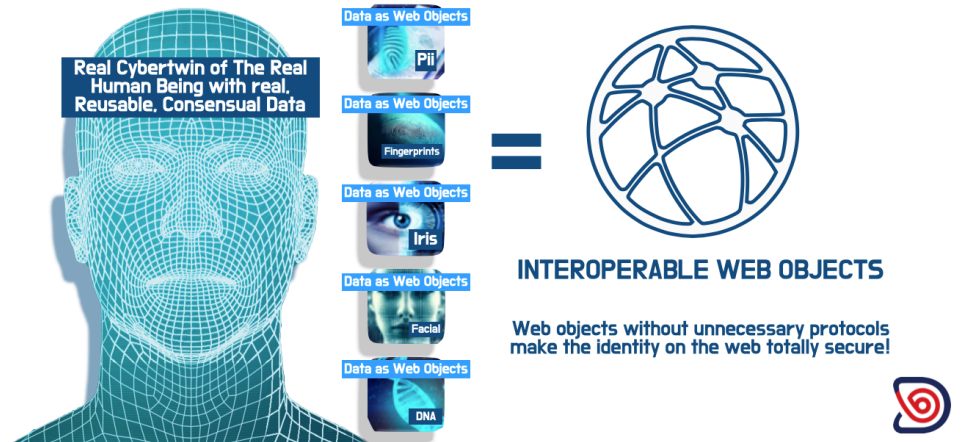 Real Cybertwin of The Real
Human Being with real,
Reusable, Consensual Data
Data as Web Objects
Pii
Data as Web Objects
Fingerprints
Data as Web Objects
Iris
Data as Web Objects
Facial
Data as Web Objects
DNA
=
INTEROPERABLE WEB OBJECTS
Web objects without unnecessary protocols
make the identity on the web totally secure!